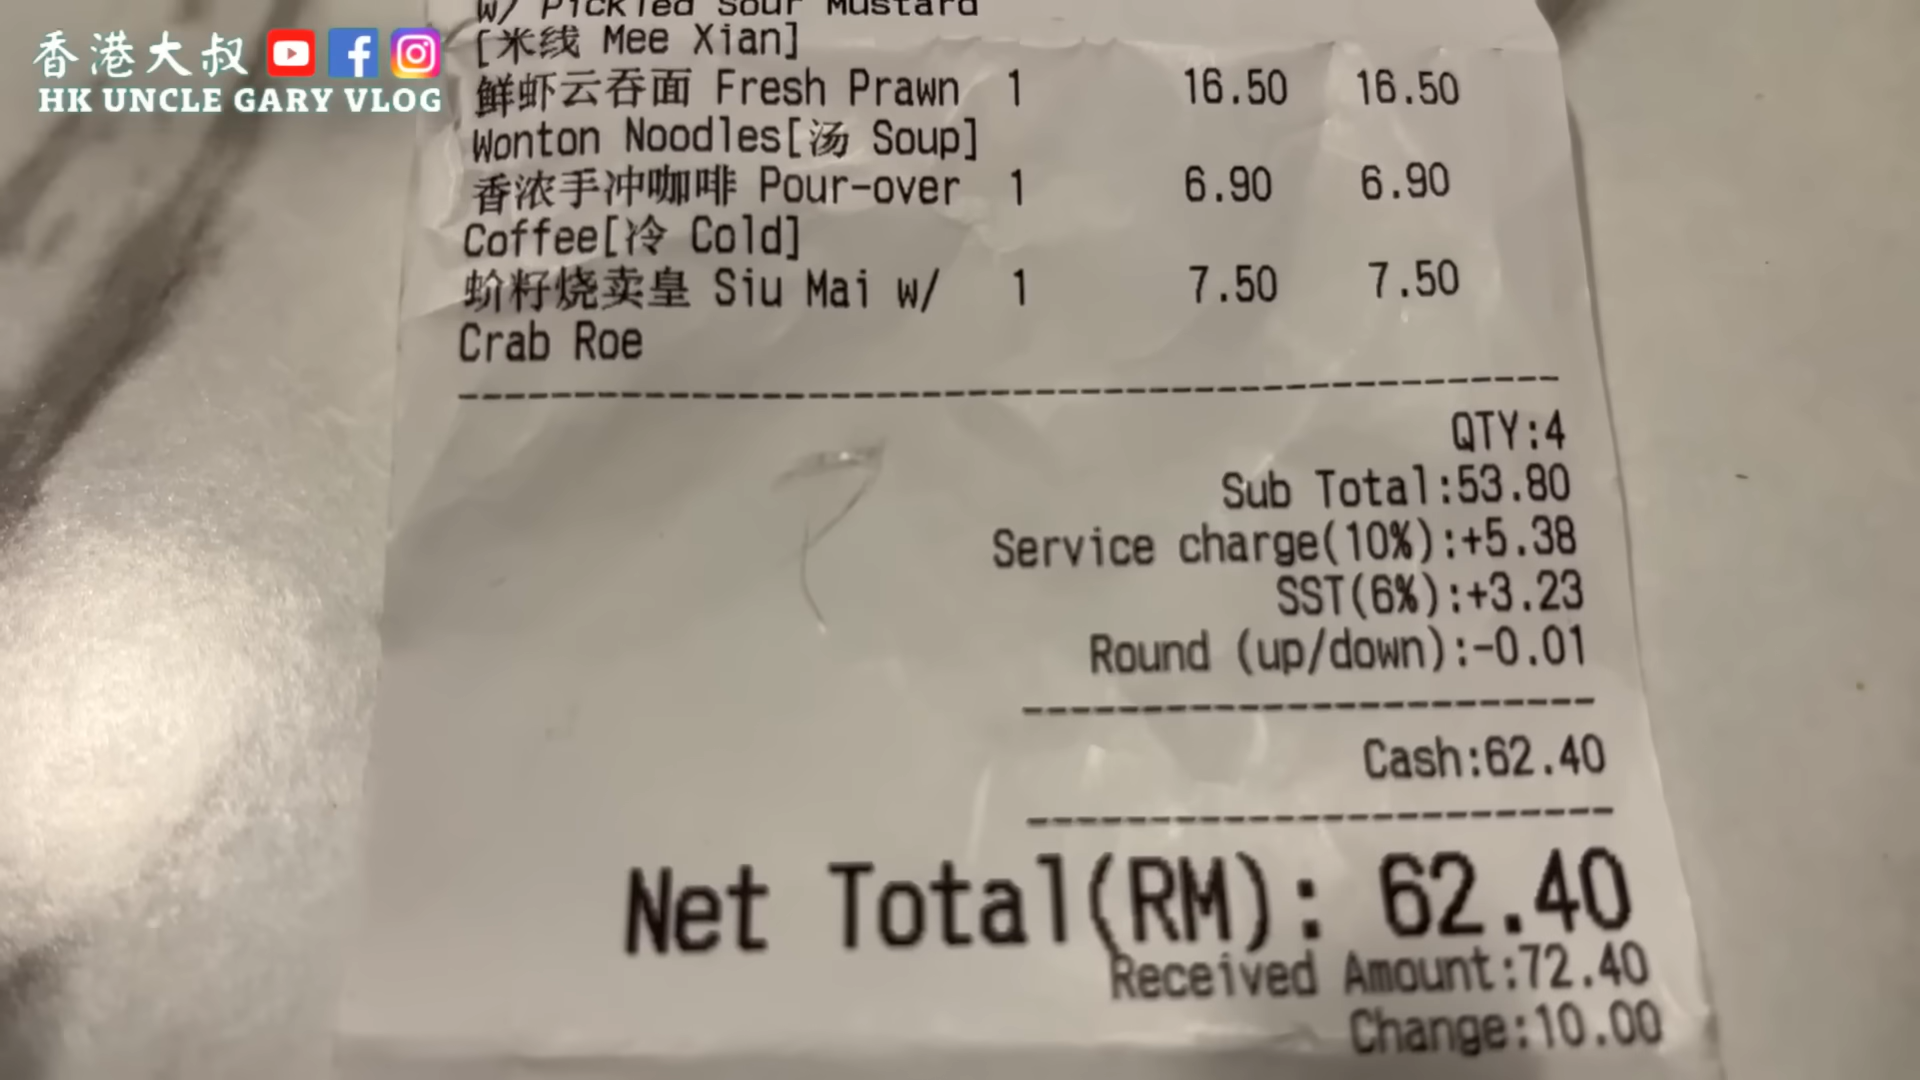 香港大叔
HK UNCLE GARY VLOG
w/ Pickled Sour Mustard
[米线 Mee Xian]
鲜虾云吞面 Fresh Prawn 1 16.50 16.50
Wonton Noodles[汤 Soup]
香浓手冲咖啡 Pour-over 1 6.90 6.90
Coffee[冷 Cold]
蚧籽烧卖皇 Siu Mai w/ 1 7.50 7.50
Crab Roe
QTY:4
Sub Total:53.80
Service charge(10%):+5.38
SST(6%):+3.23
Round (up/down):-0.01
Cash:62.40
Net Total(RM): 62.40
Received Amount:72.40
Change:10.00